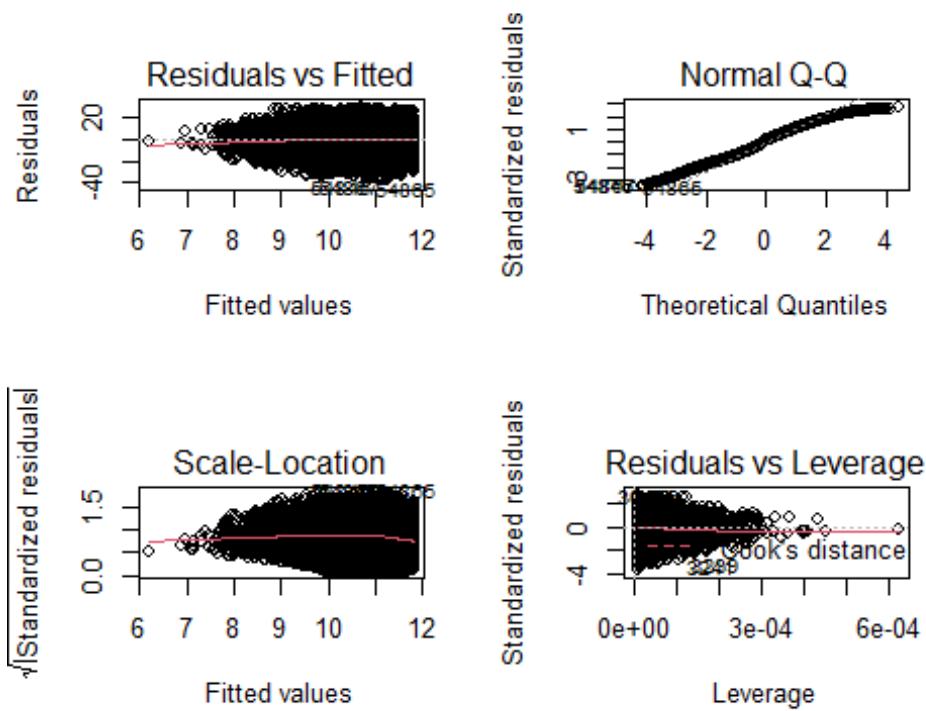 Residuals vs Fitted
Residuals
20
-40
6 7 8 9 10 11 12
Fitted values
Normal Q-Q
Standardized residuals
1
-4 -2 0 2 4
Theoretical Quantiles
Scale-Location
√|Standardized residuals|
1.5
0.0
6 7 8 9 10 11 12
Fitted values
Residuals vs Leverage
Standardized residuals
0
-4
Cook's distance
0e+00 3e-04 6e-04
Leverage